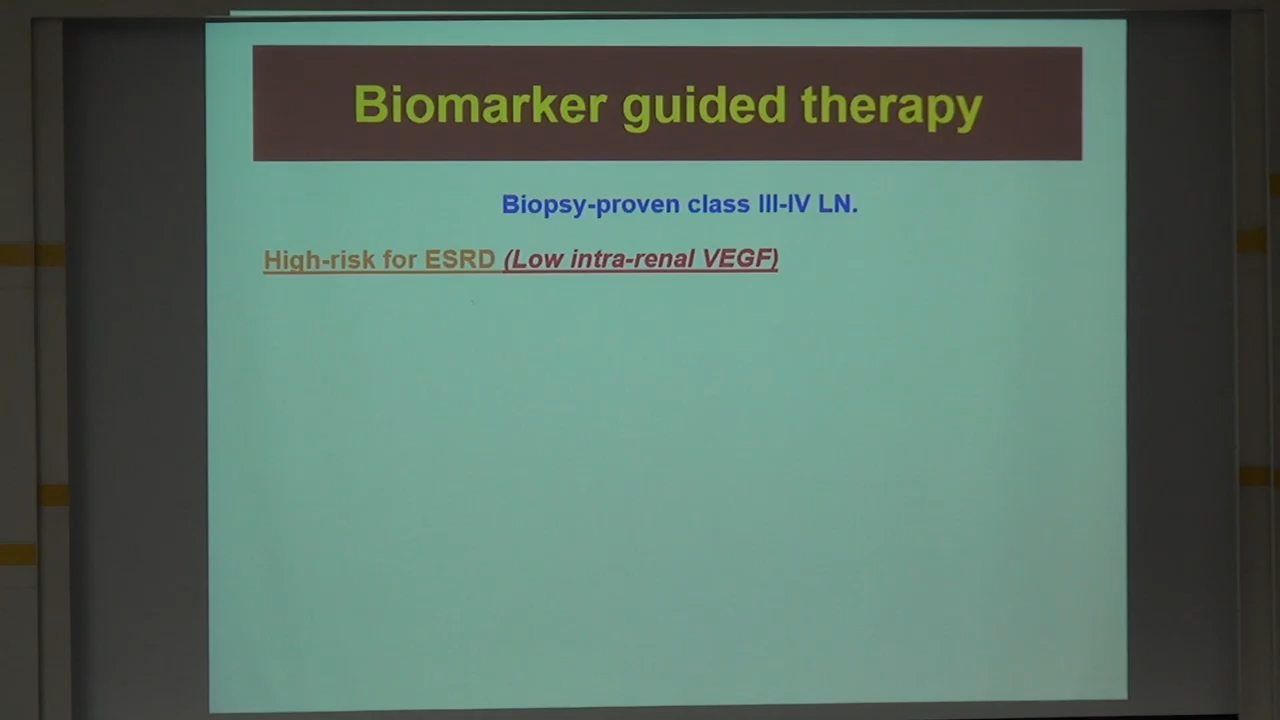 Biomarker guided therapy
Biopsy-proven class III-IV LN.
High-risk for ESRD (Low intra-renal VEGF)